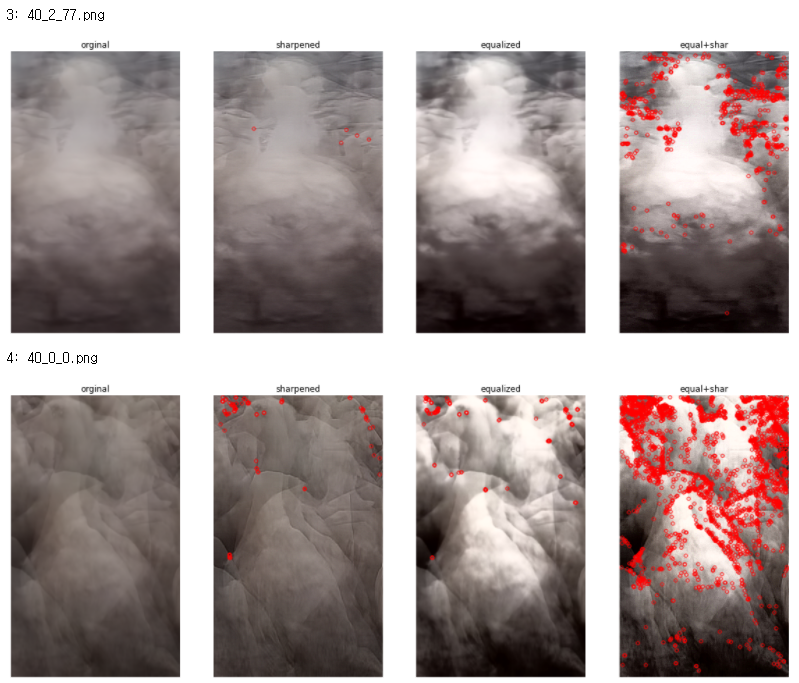 3: 40_2_77.png
orginal sharpened equalized equal+shar
4: 40_0_0.png
orginal sharpened equalized equal+shar